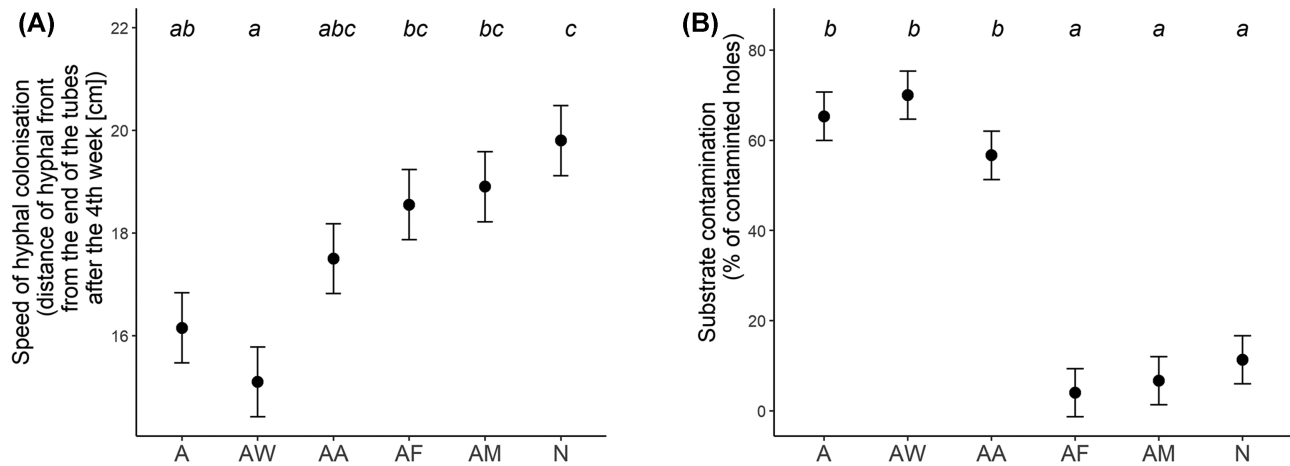 (A)
Speed of hyphal colonisation
(distance of hyphal front
from the end of the tubes
after the 4th week [cm])
22
20
18
16
ab a abc bc bc c
A AW AA AF AM N
(B)
Substrate contamination
(% of contaminted holes)
80
60
40
20
0
b b b a a a
A AW AA AF AM N